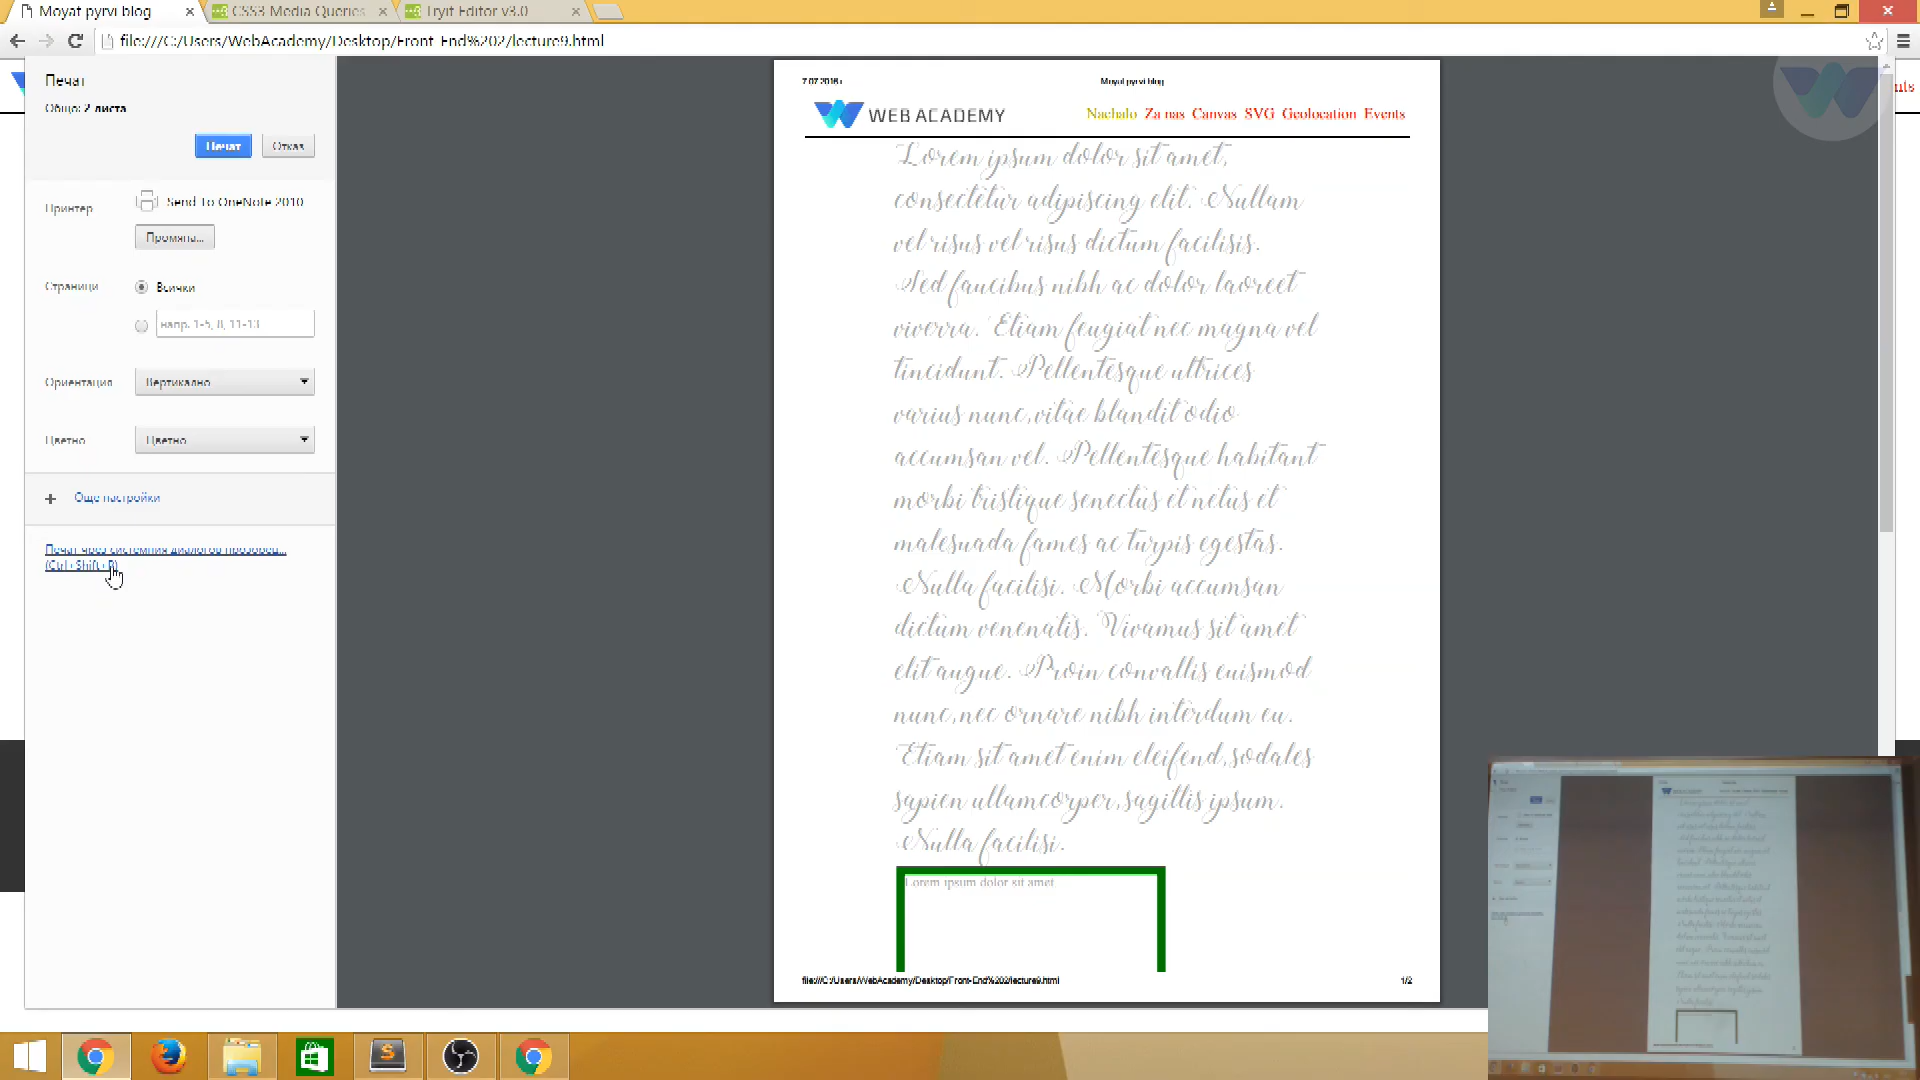 Moyat pyrvi blog
CSS3 Media Queries
Tryit Editor v3.0
file:///C:/Users/WebAcademy/Desktop/Front-End%202/lecture9.html
Печат
Общо: 2 листа
Печат
Отказ
Принтер
Send To OneNote 2010
Промяна...
Страници
Всички
напр. 1-5, 8, 11-13
Ориентация
Вертикално
Цветно
Цветно
Още настройки
Печат чрез системния диалогов прозорец...
(Ctrl+Shift+P)
7.07.2016 г.
Moyat pyrvi blog
WEB ACADEMY
Nachalo Za nas Canvas SVG Geolocation Events
Lorem ipsum dolor sit amet,
consectetur adipiscing elit. Nullam
vel risus vel risus dictum facilisis.
Sed faucibus nibh ac dolor laoreet
viverra. Etiam feugiat nec magna vel
tincidunt. Pellentesque ultrices
varius nunc, vitae blandit odio
accumsan vel. Pellentesque habitant
morbi tristique senectus et netus et
malesuada fames ac turpis egestas.
Nulla facilisi. Morbi accumsan
dictum venenatis. Vivamus sit amet
elit augue. Proin convallis euismod
nunc, nec ornare nibh interdum eu.
Etiam sit amet enim eleifend, sodales
sapien ullamcorper, sagittis ipsum.
Nulla facilisi.
Lorem ipsum dolor sit amet
file:///C:/Users/WebAcademy/Desktop/Front-End%202/lecture9.html
1/2
nts